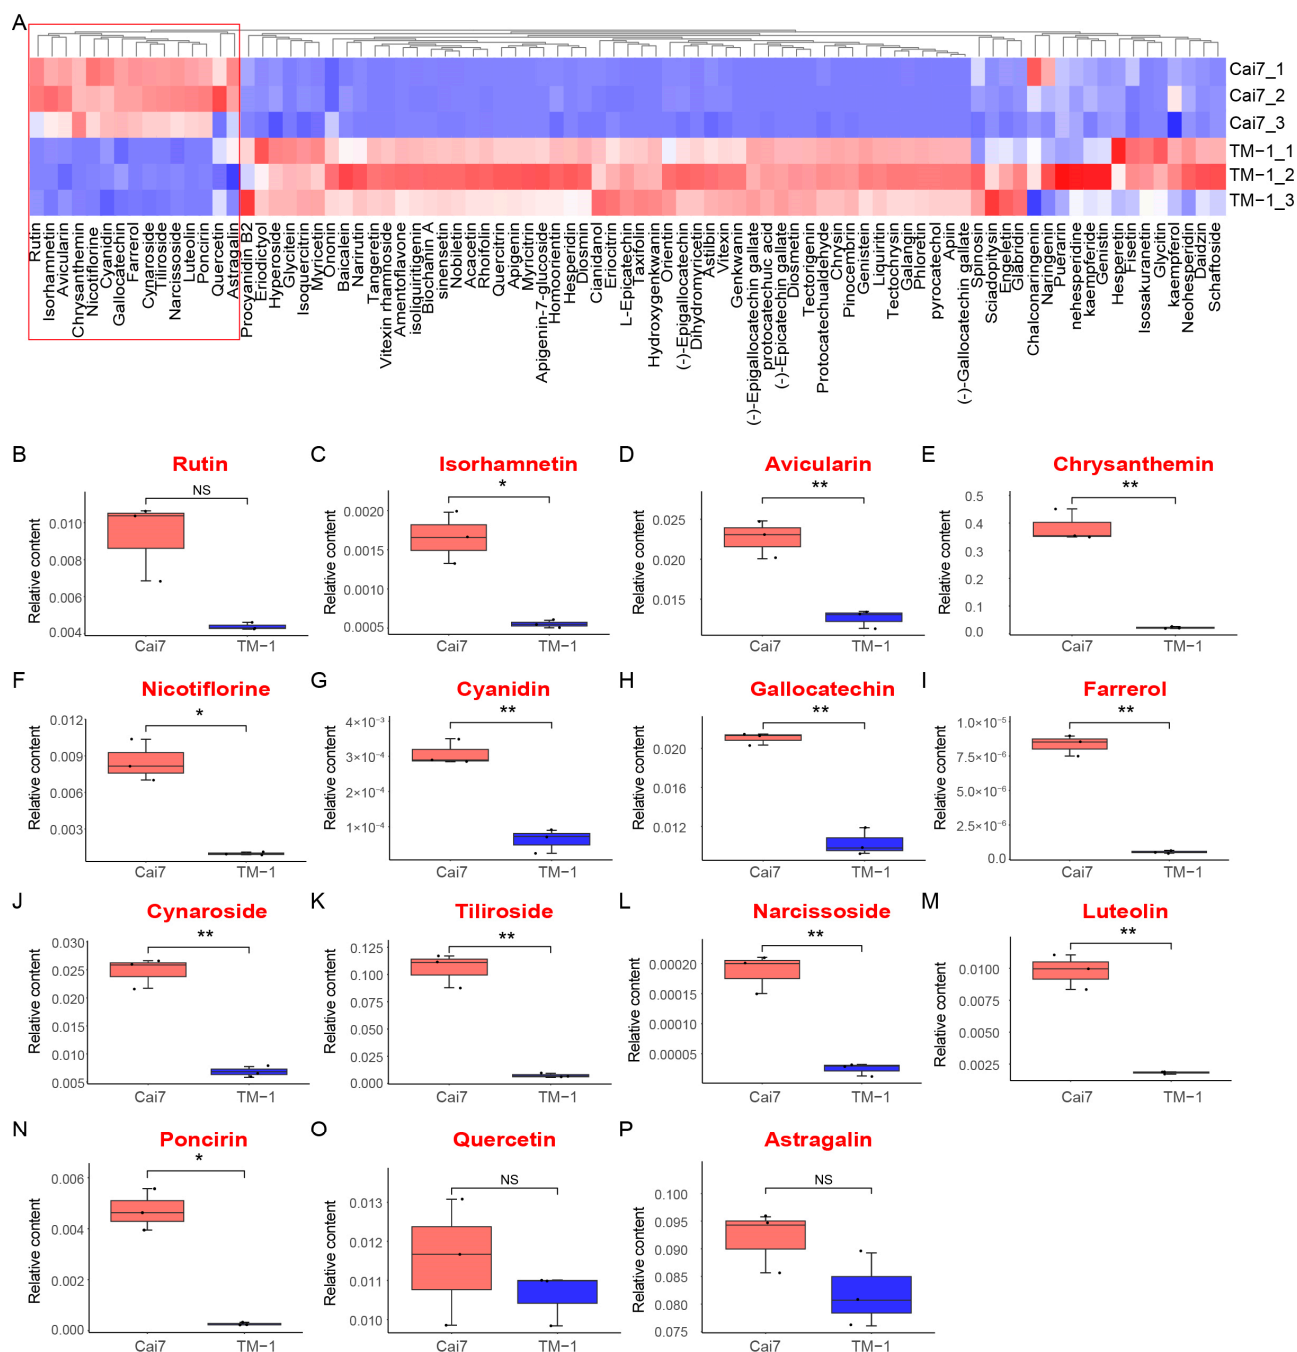 A
Cai7_1
Cai7_2
Cai7_3
TM-1_1
TM-1_2
TM-1_3
Rutin
Isorhamnetin
Avicularin
Chrysanthemin
Nicotiflorine
Cyanidin
Gallocatechin
Farrerol
Cynaroside
Tiliroside
Narcissoside
Luteolin
Poncirin
Quercetin
Astragalin
Procyanidin B2
Eriodictyol
Hyperoside
Glycitein
Isoquercitrin
Myricetin
Ononin
Baicalein
Narirutin
Tangeretin
Vitexin rhamnoside
Amentoflavone
isoliquiritigenin
Biochanin A
sinensetin
Nobiletin
Acacetin
Rhoifolin
Quercitrin
Apigenin
Myricitrin
Apigenin-7-glucoside
Homoorientin
Hesperidin
Diosmin
Cianidanol
Eriocitrin
L-Epicatechin
Taxifolin
Hydroxygenkwanin
Orientin
(-)-Epigallocatechin
Dihydromyricetin
Astilbin
Vitexin
Genkwanin
(-)-Epigallocatechin gallate
protocatechuic acid
(-)-Epicatechin gallate
Diosmetin
Tectorigenin
Protocatechualdehyde
Chrysin
Pinocembrin
Genistein
Liquiritin
Tectochrysin
Galangin
Phloretin
pyrocatechol
Apiin
(-)-Gallocatechin gallate
Spinosin
Sciadopitysin
Engeletin
Glabridin
Chalconaringenin
Naringenin
Puerarin
nehesperidine
kaempferide
Genistin
Hesperetin
Fisetin
Isosakuranetin
Glycitin
kaempferol
Neohesperidin
Daidzin
Schaftoside
B
Rutin
NS
Relative content
0.010
0.008
0.006
0.004
Cai7
TM-1
C
Isorhamnetin
*
Relative content
0.0020
0.0015
0.0010
0.0005
Cai7
TM-1
D
Avicularin
**
Relative content
0.025
0.020
0.015
Cai7
TM-1
E
Chrysanthemin
**
Relative content
0.5
0.4
0.3
0.2
0.1
0.0
Cai7
TM-1
F
Nicotiflorine
*
Relative content
0.012
0.009
0.006
0.003
Cai7
TM-1
G
Cyanidin
**
Relative content
4×10⁻³
3×10⁻⁴
1×10⁻⁴
Cai7
TM-1
H
Gallocatechin
**
Relative content
0.020
0.016
0.012
Cai7
TM-1
I
Farrerol
**
Relative content
1.0×10⁻⁵
7.5×10⁻⁶
5.0×10⁻⁶
2.5×10⁻⁶
0.0
Cai7
TM-1
J
Cynaroside
**
Relative content
0.030
0.025
0.020
0.015
0.010
0.005
Cai7
TM-1
K
Tiliroside
**
Relative content
0.125
0.100
0.075
0.050
0.025
0.000
Cai7
TM-1
L
Narcissoside
**
Relative content
0.00020
0.00015
0.00010
0.00005
Cai7
TM-1
M
Luteolin
**
Relative content
0.0100
0.0075
0.0050
0.0025
Cai7
TM-1
N
Poncirin
*
Relative content
0.006
0.004
0.002
0.000
Cai7
TM-1
O
Quercetin
NS
Relative content
0.013
0.012
0.011
0.010
Cai7
TM-1
P
Astragalin
NS
Relative content
0.100
0.095
0.090
0.085
0.080
0.075
Cai7
TM-1